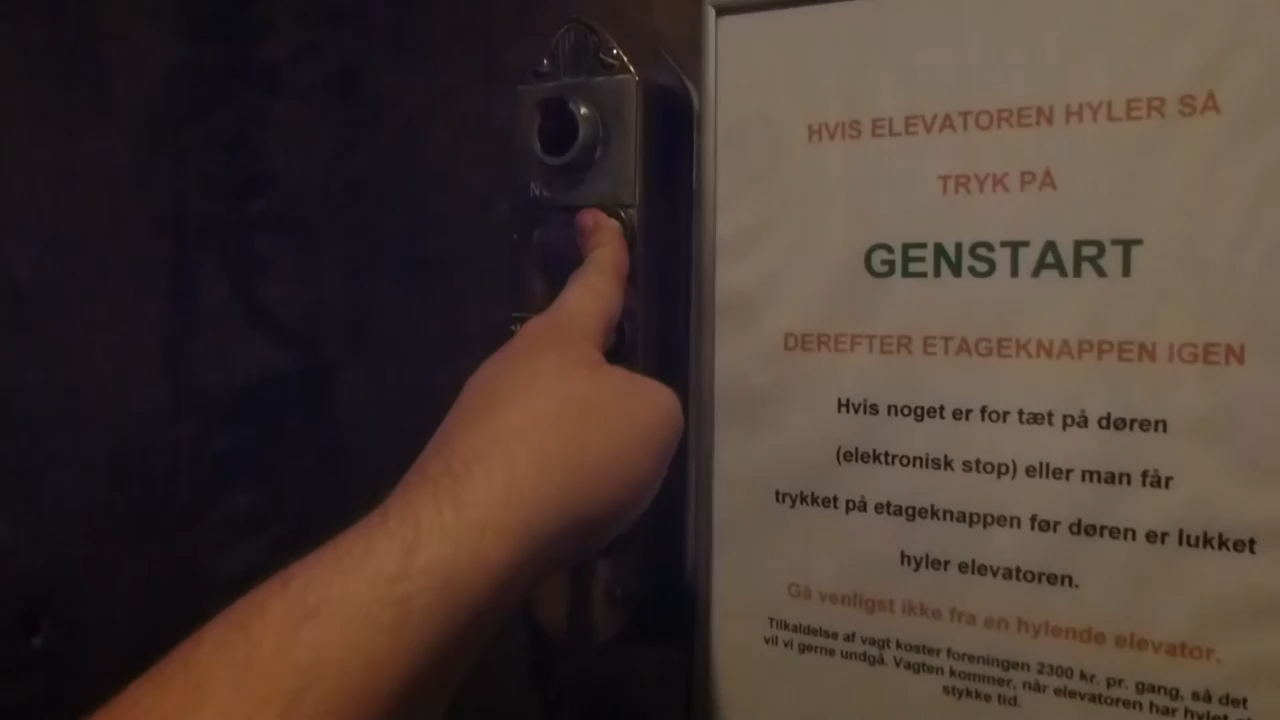 HVIS ELEVATOREN HYLER SÅ
TRYK PÅ
GENSTART
DEREFTER ETAGEKNAPPEN IGEN
Hvis noget er for tæt på døren
(elektronisk stop) eller man får
trykket på etageknappen før døren er lukket
hyler elevatoren.
Gå venligst ikke fra en hylende elevator.
Tilkaldelse af vagt koster foreningen 2300 kr. pr. gang, så det
vil vi gerne undgå. Vagten kommer, når elevatoren har hylet
stykke tid.